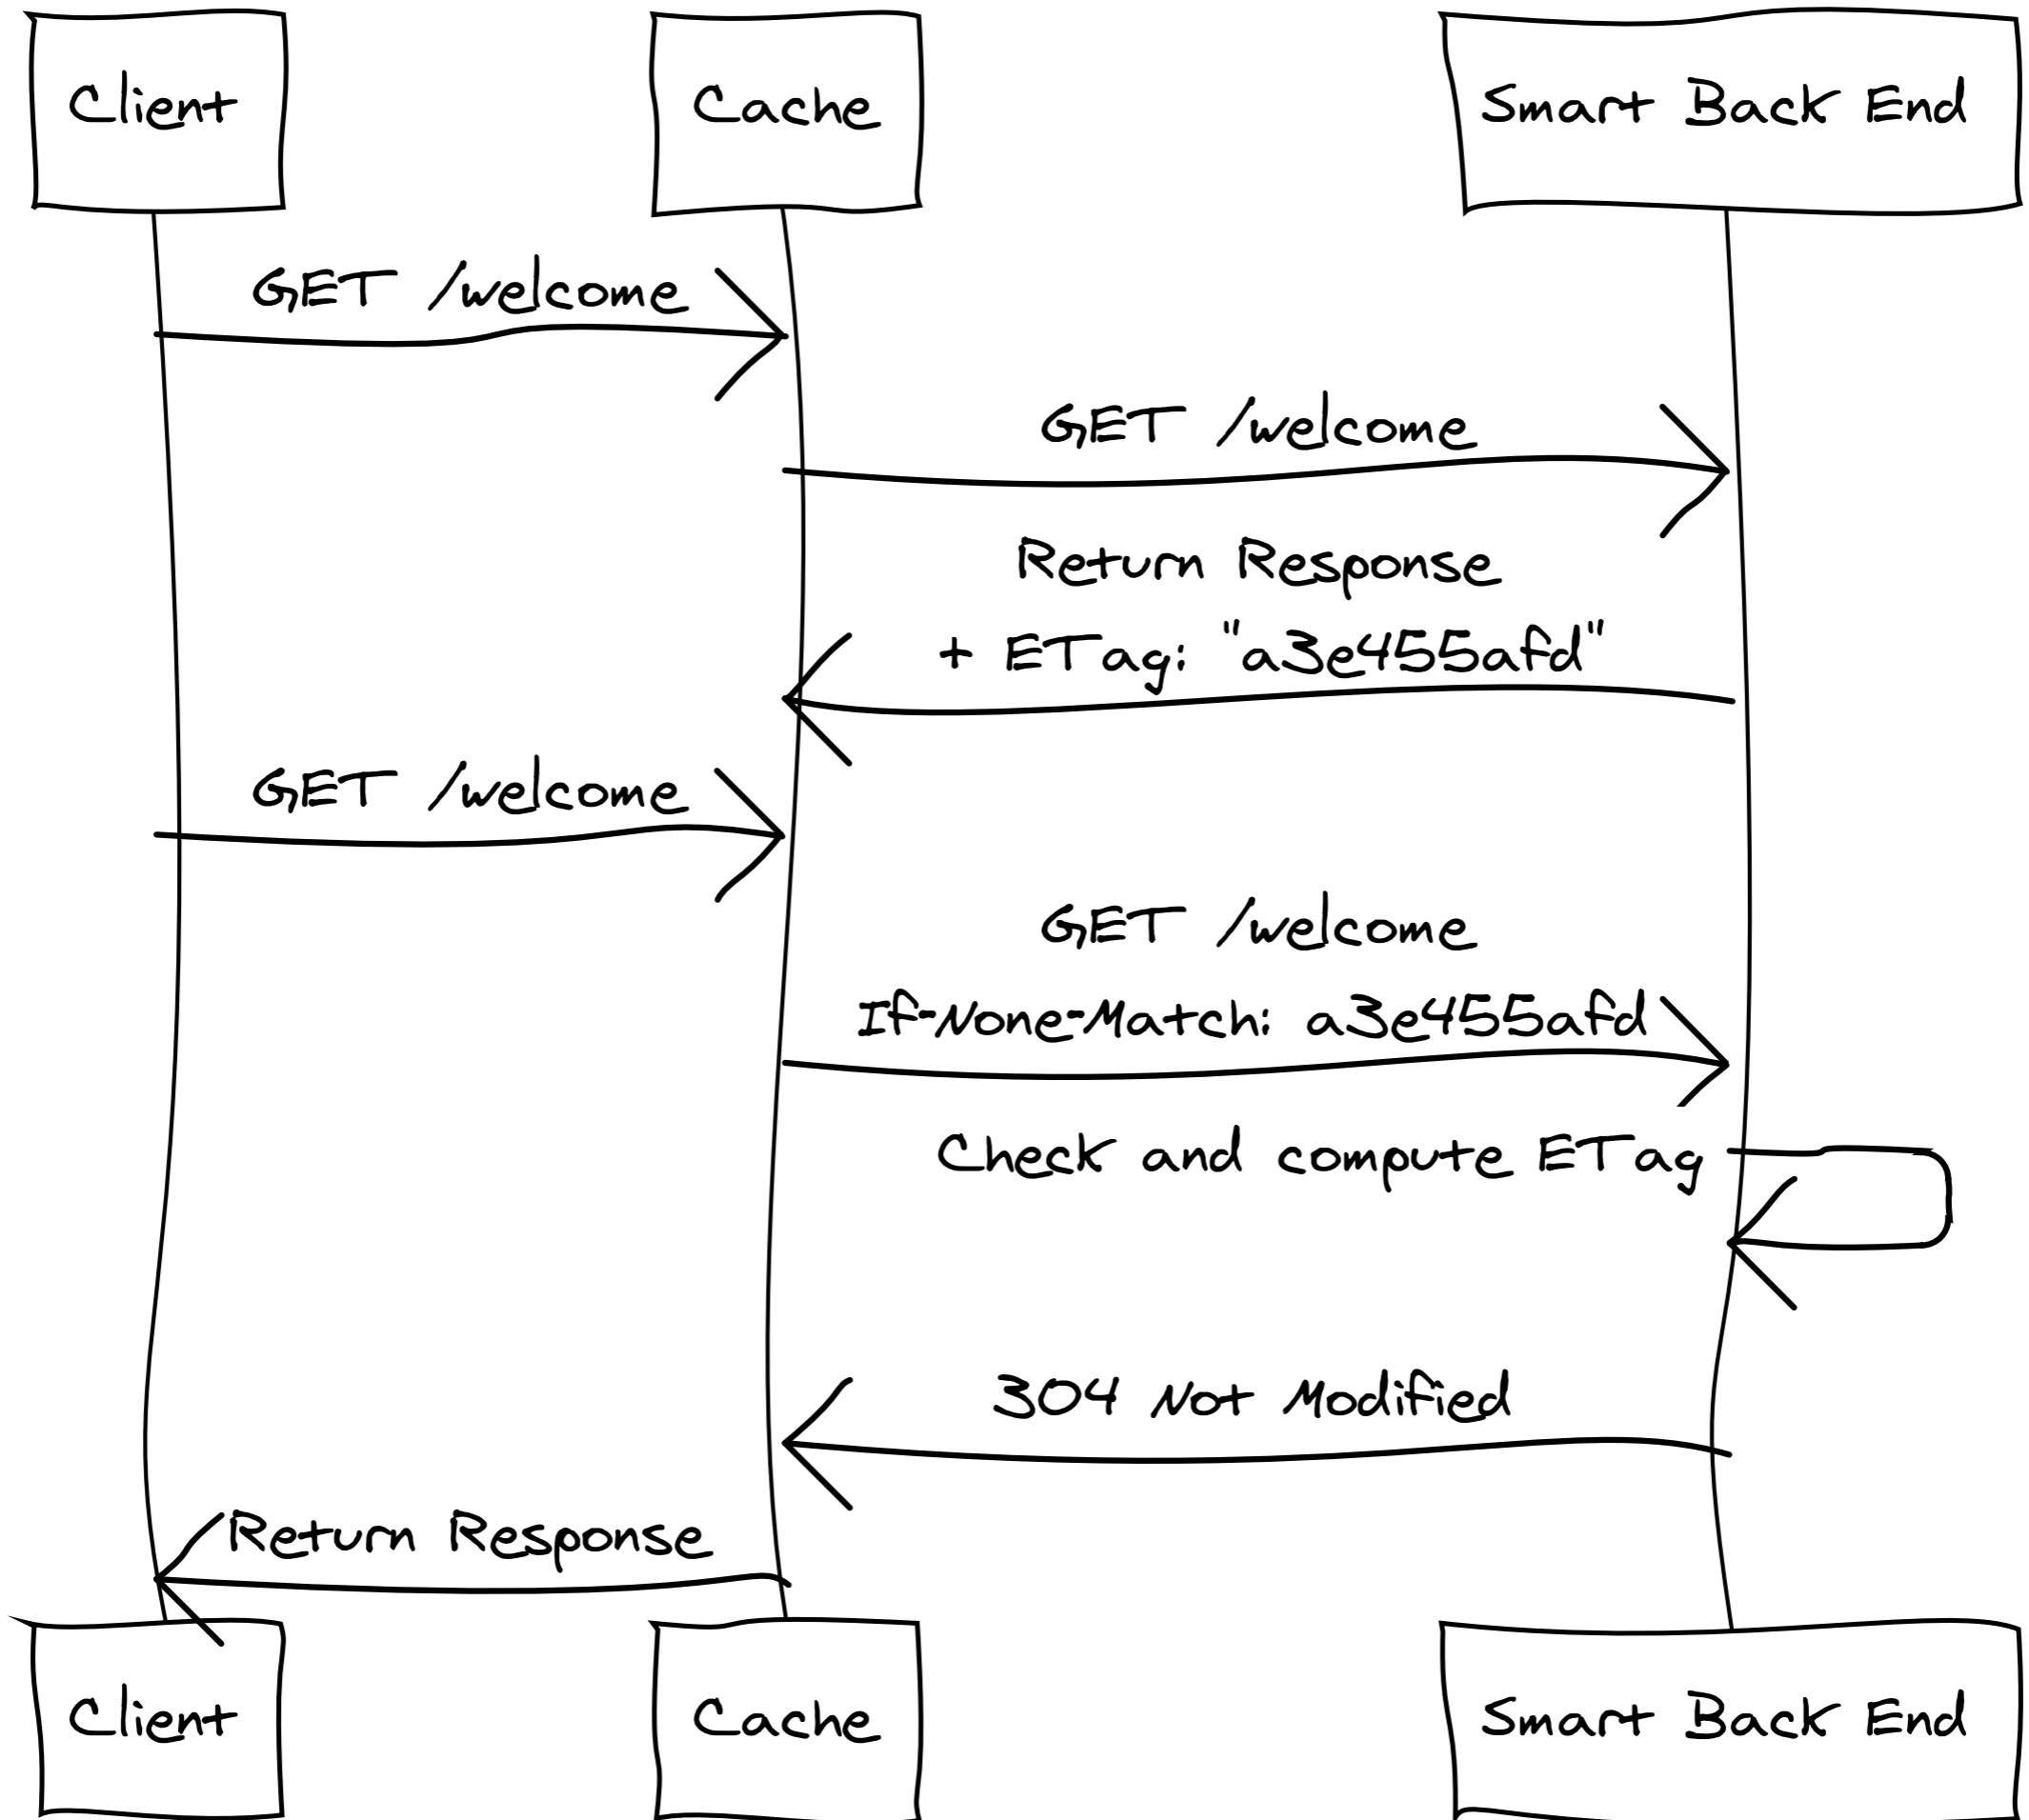 Client
Cache
Smart Back End
GET /welcome
GET /welcome
Return Response
+ ETag: "a3e455afd"
GET /welcome
GET /welcome
If-None-Match: a3e455afd
Check and compute ETag
304 Not Modified
Return Response
Client
Cache
Smart Back End